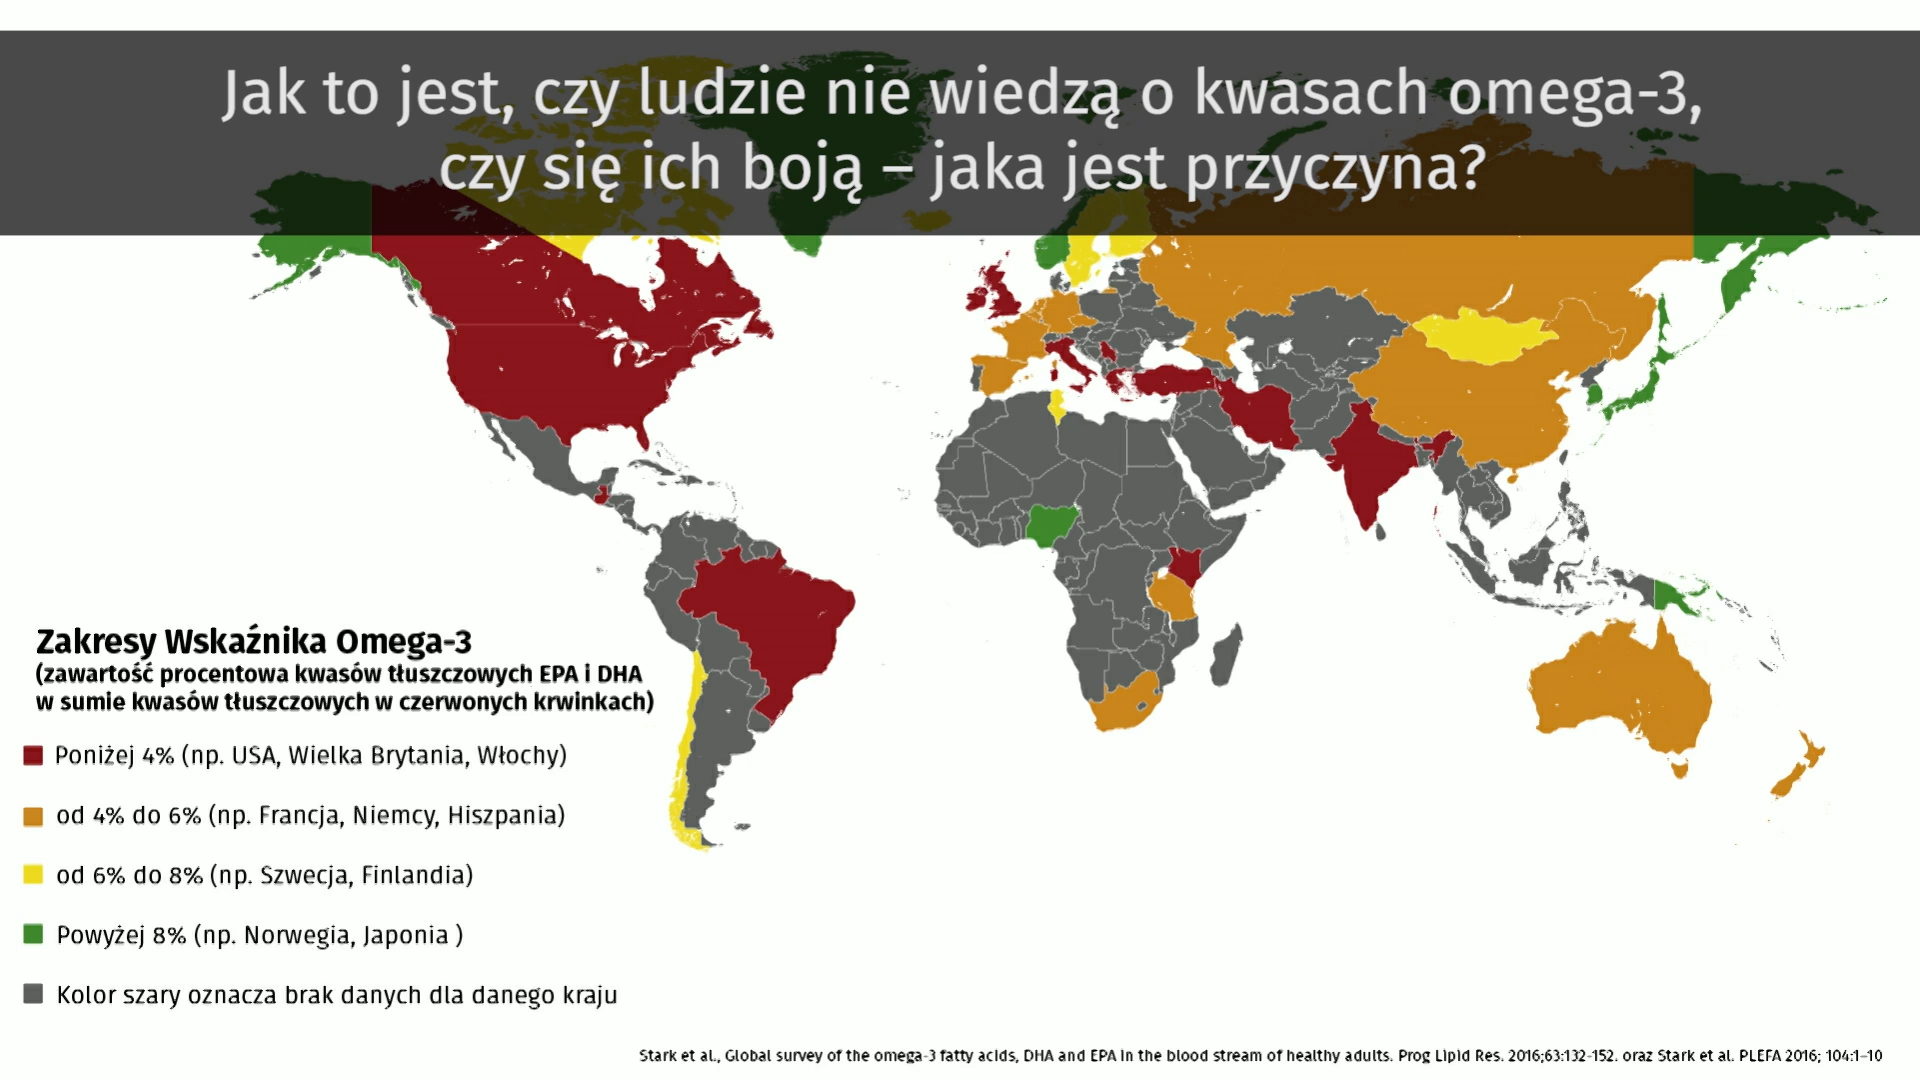 Jak to jest, czy ludzie nie wiedzą o kwasach omega-3,
czy się ich boją – jaka jest przyczyna?
Zakresy Wskaźnika Omega-3
(zawartość procentowa kwasów tłuszczowych EPA i DHA
w sumie kwasów tłuszczowych w czerwonych krwinkach)
Poniżej 4% (np. USA, Wielka Brytania, Włochy)
od 4% do 6% (np. Francja, Niemcy, Hiszpania)
od 6% do 8% (np. Szwecja, Finlandia)
Powyżej 8% (np. Norwegia, Japonia )
Kolor szary oznacza brak danych dla danego kraju
Stark et al., Global survey of the omega-3 fatty acids, DHA and EPA in the blood stream of healthy adults. Prog Lipid Res. 2016;63:132-152. oraz Stark et al. PLEFA 2016; 104:1–10